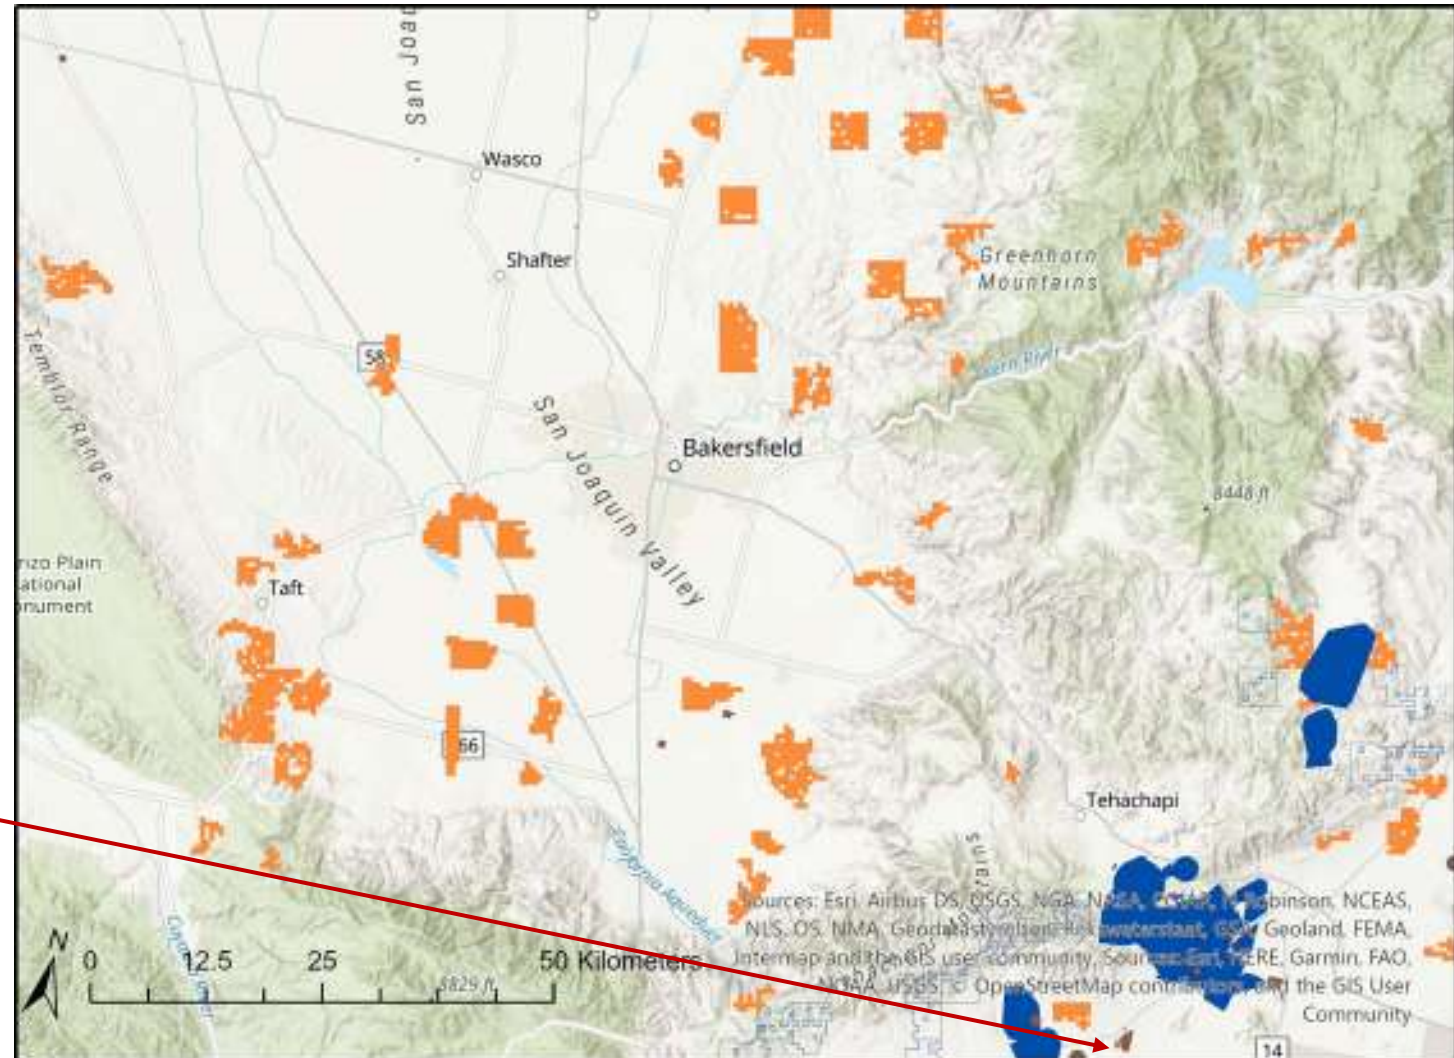 San Joaq
Wasco
Shafter
Greenhorn
Mountains
Temblor Range
58
Kern River
San Joaquin Valley
Bakersfield
8448 ft
rizo Plain
ational
onument
Taft
166
Tehachapi
California Aqueduct
Sources: Esri, Airbus DS, USGS, NGA, NASA, Robinson, NCEAS,
NLS, OS, NMA, Geodatastyrelsen, Rijkswaterstaat, GSA, Geoland, FEMA,
Intermap and the GIS user community, Sources: Esri, HERE, Garmin, FAO,
NOAA, USGS, © OpenStreetMap contributors, and the GIS User
Community
N
0 12.5 25 50 Kilometers
8829 ft
14